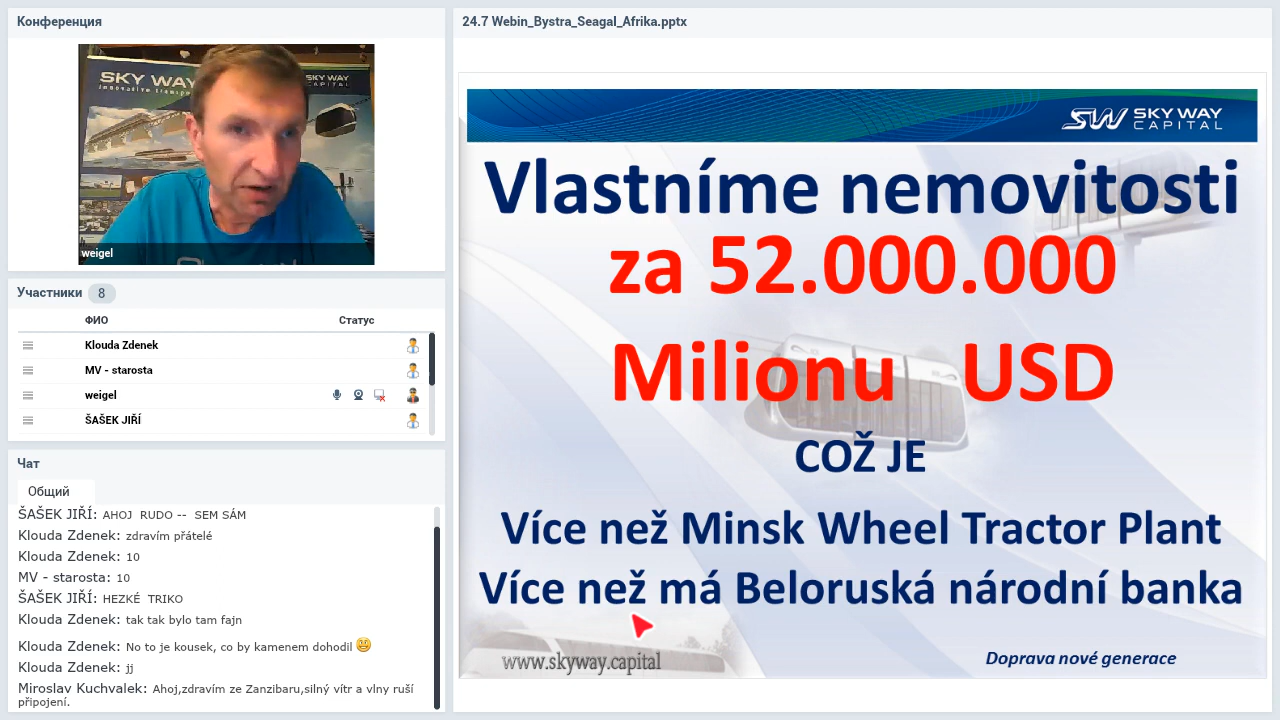 Конференция
SKY WAY
SKY WAY
CAPITAL
weigel
Участники 8
ФИО Статус
Klouda Zdenek
MV - starosta
weigel
ŠAŠEK JIŘÍ
Чат
Общий
ŠAŠEK JIŘÍ: AHOJ RUDO -- SEM SÁM
Klouda Zdenek: zdravím přátelé
Klouda Zdenek: 10
MV - starosta: 10
ŠAŠEK JIŘÍ: HEZKÉ TRIKO
Klouda Zdenek: tak tak bylo tam fajn
Klouda Zdenek: No to je kousek, co by kamenem dohodil
Klouda Zdenek: jj
Miroslav Kuchvalek: Ahoj,zdravím ze Zanzibaru,silný vítr a vlny ruší
připojení.
24.7 Webin_Bystra_Seagal_Afrika.pptx
SW SKY WAY
CAPITAL
Vlastníme nemovitosti
za 52.000.000
Milionu USD
COŽ JE
Více než Minsk Wheel Tractor Plant
Více než má Beloruská národní banka
www.skyway.capital
Doprava nové generace